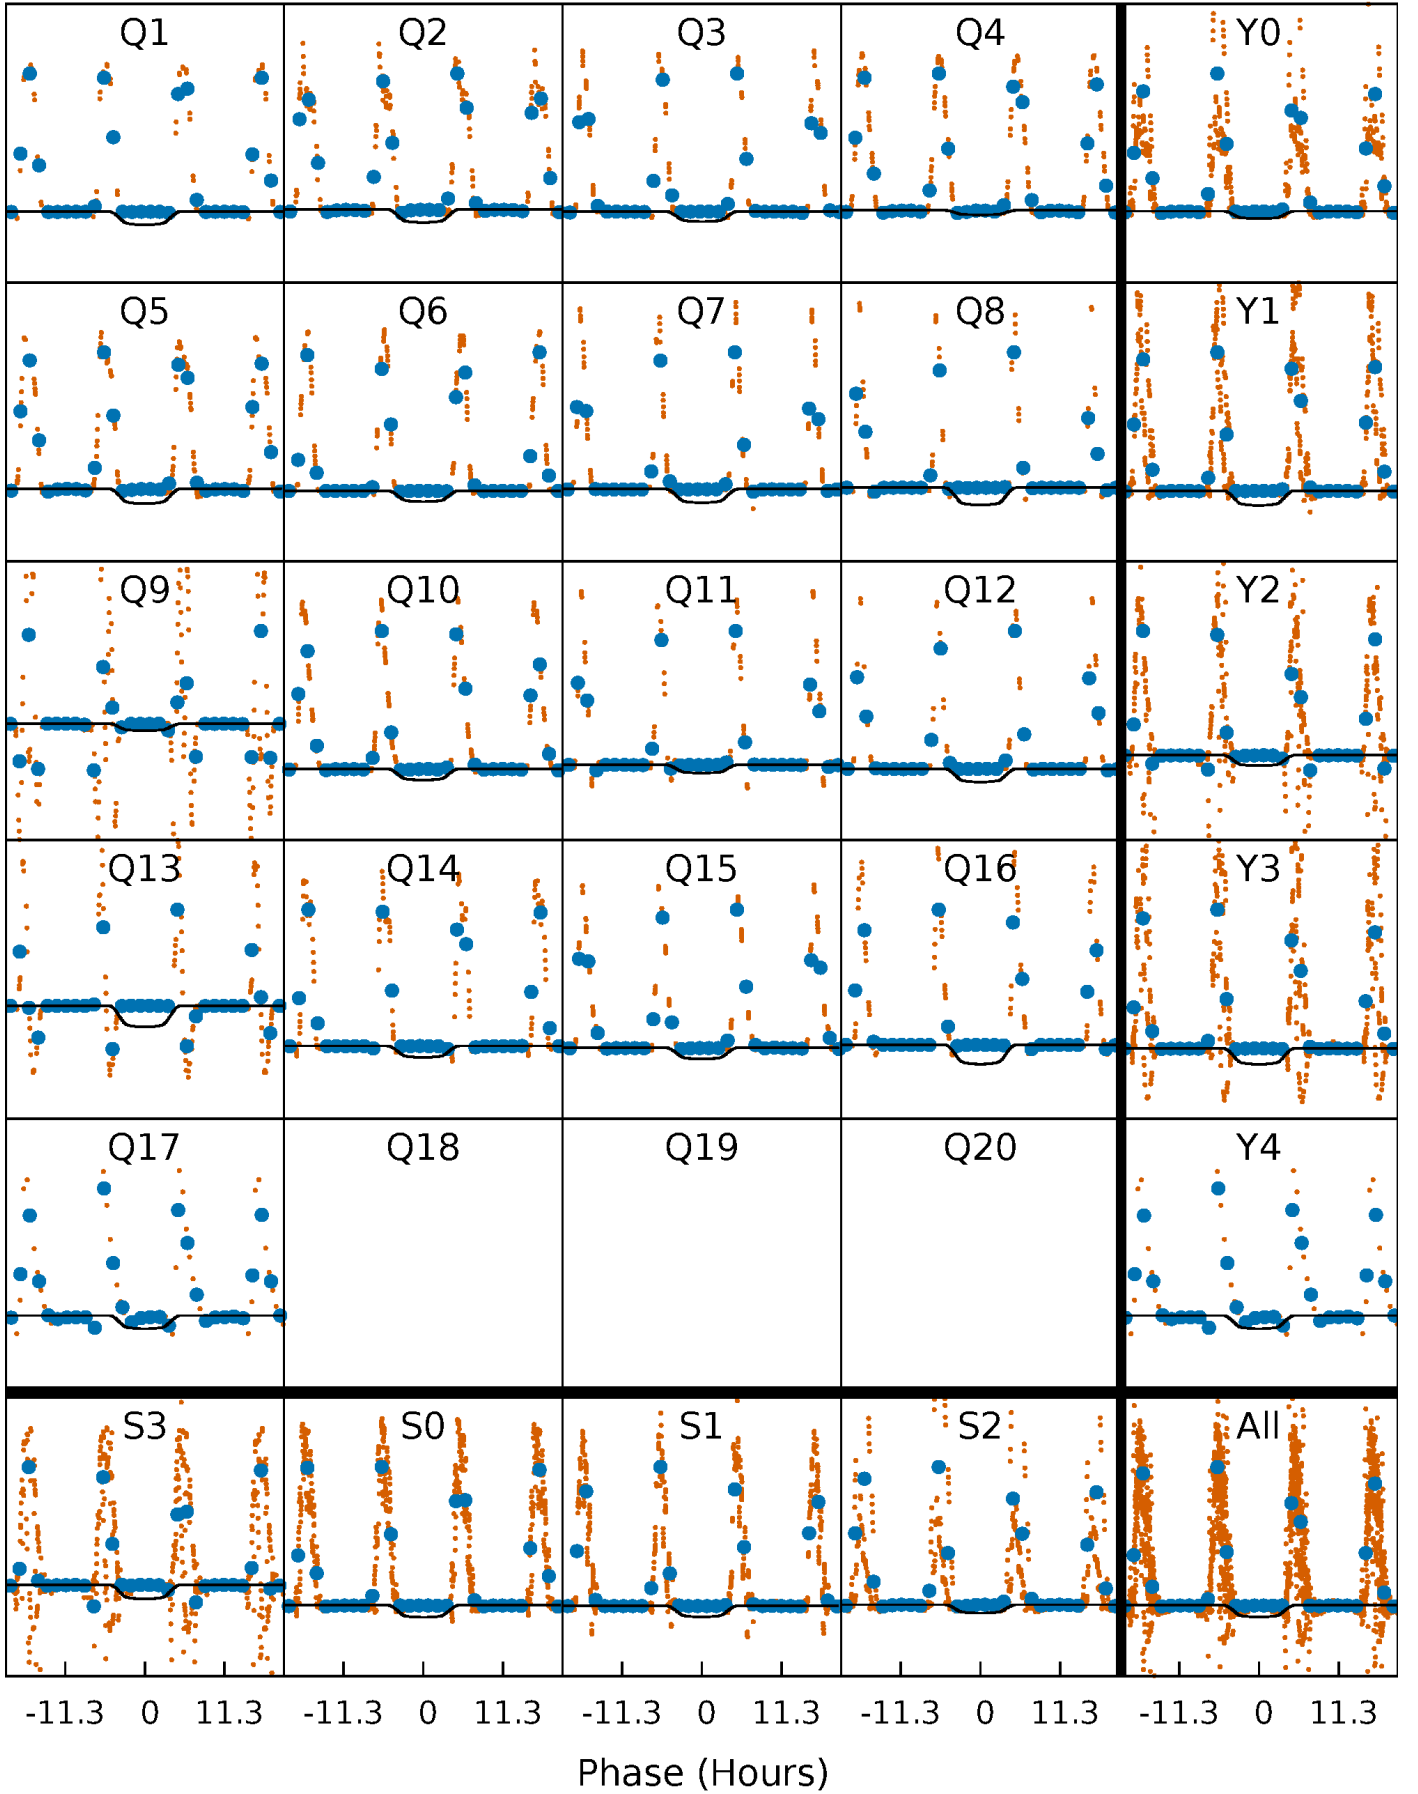 Q1 Q2 Q3 Q4 Y0
Q5 Q6 Q7 Q8 Y1
Q9 Q10 Q11 Q12 Y2
Q13 Q14 Q15 Q16 Y3
Q17 Q18 Q19 Q20 Y4
S3 S0 S1 S2 All
-11.3 0 11.3 -11.3 0 11.3 -11.3 0 11.3 -11.3 0 11.3 -11.3 0 11.3
Phase (Hours)